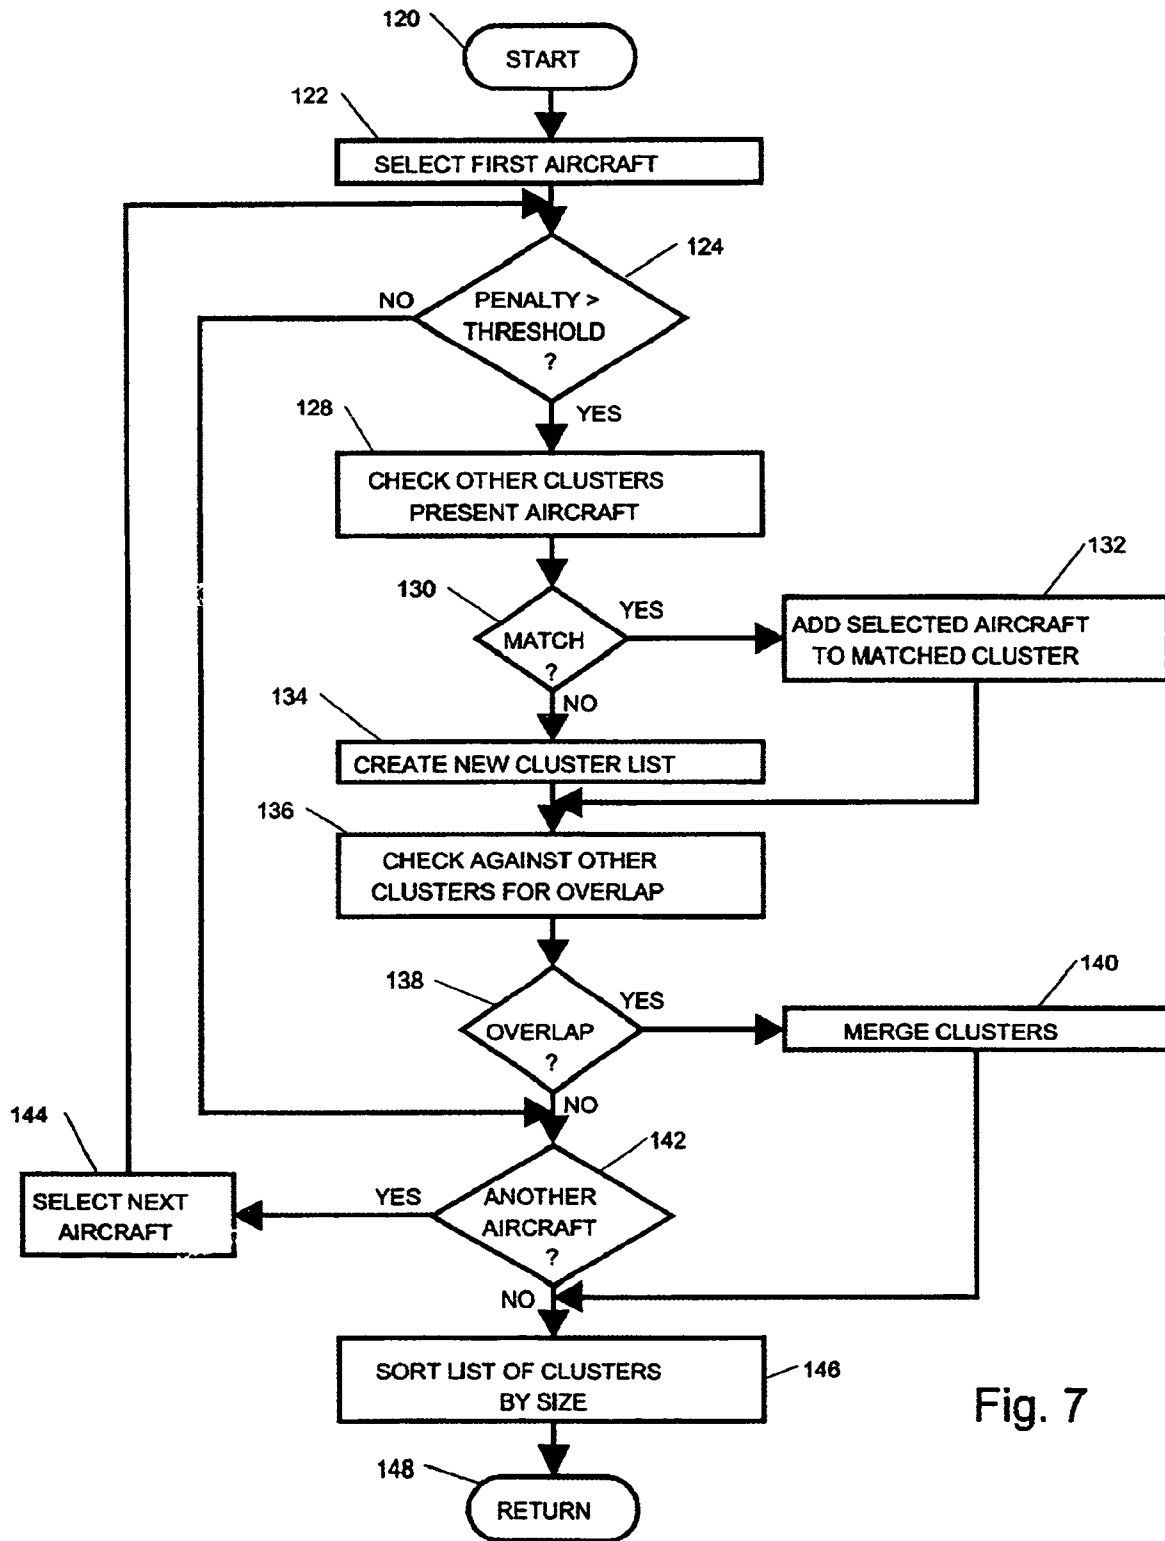 120
START
122
SELECT FIRST AIRCRAFT
124
NO
PENALTY >
THRESHOLD
?
128
YES
CHECK OTHER CLUSTERS
PRESENT AIRCRAFT
132
130
YES
MATCH
?
ADD SELECTED AIRCRAFT
TO MATCHED CLUSTER
134
NO
CREATE NEW CLUSTER LIST
136
CHECK AGAINST OTHER
CLUSTERS FOR OVERLAP
138
YES
140
OVERLAP
?
MERGE CLUSTERS
NO
144
142
SELECT NEXT
AIRCRAFT
YES
ANOTHER
AIRCRAFT
?
NO
SORT LIST OF CLUSTERS
BY SIZE
146
Fig. 7
148
RETURN